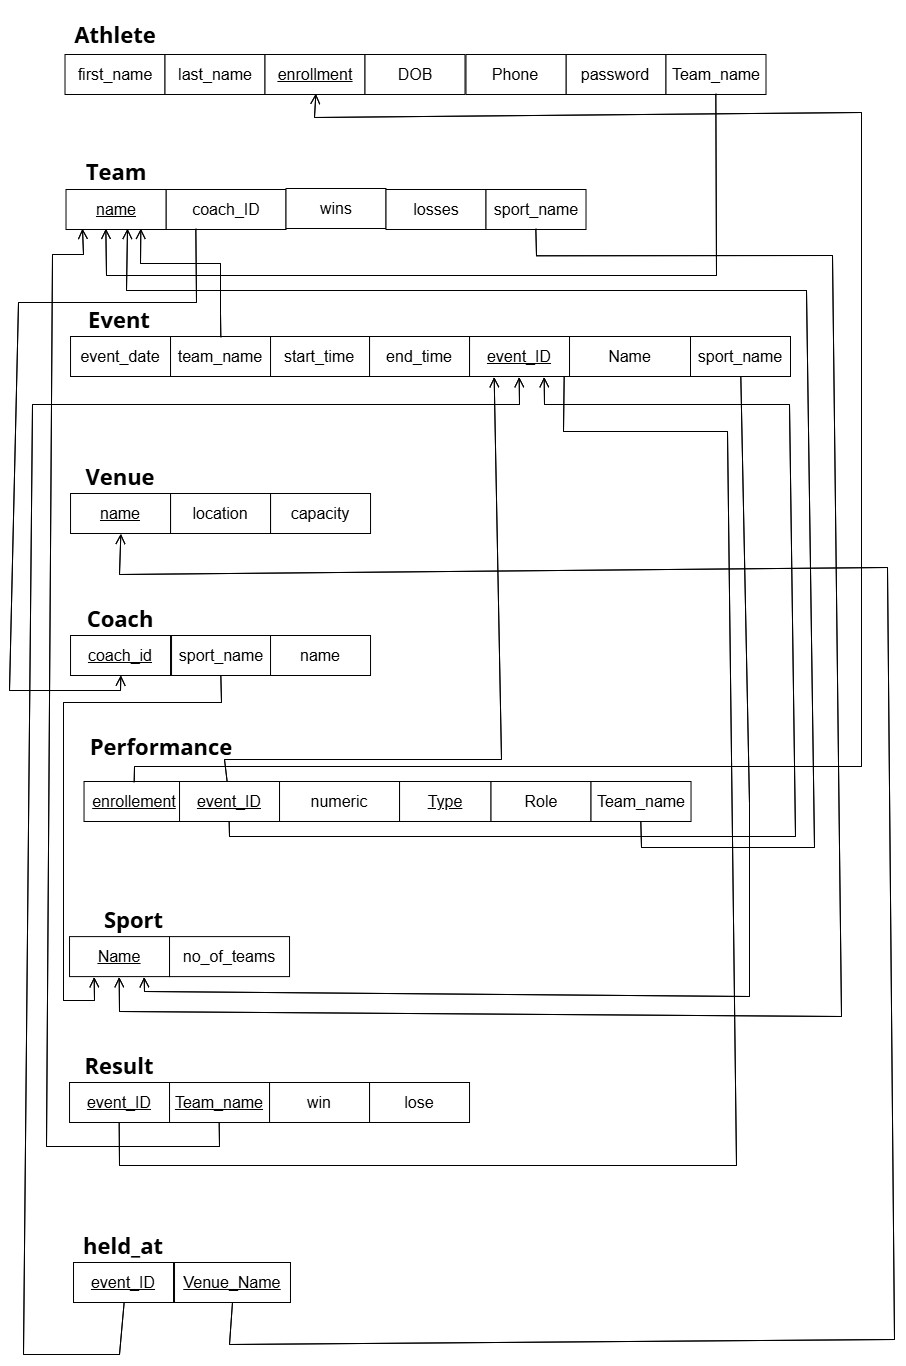 Athlete
first_name last_name enrollment DOB Phone password Team_name
Team
name coach_ID wins losses sport_name
Event
event_date team_name start_time end_time event_ID Name sport_name
Venue
name location capacity
Coach
coach_id sport_name name
Performance
enrollement event_ID numeric Type Role Team_name
Sport
Name no_of_teams
Result
event_ID Team_name win lose
held_at
event_ID Venue_Name